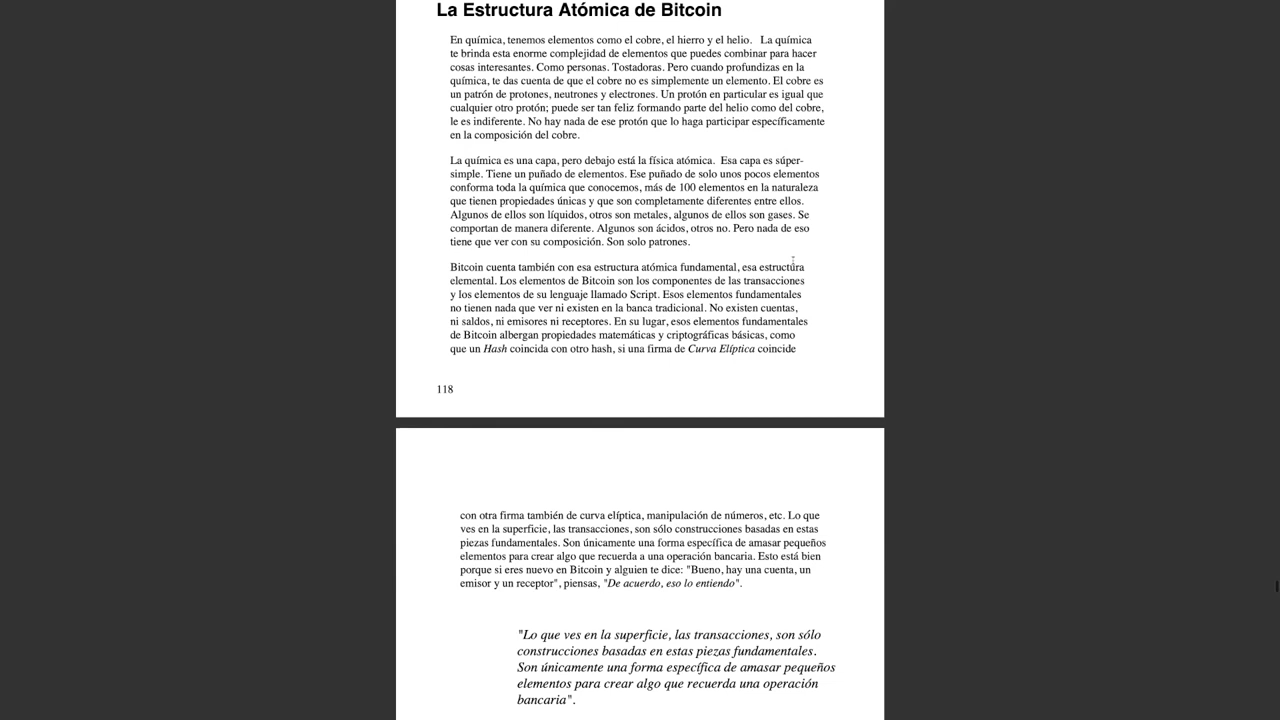 La Estructura Atómica de Bitcoin
En química, tenemos elementos como el cobre, el hierro y el helio. La química
te brinda esta enorme complejidad de elementos que puedes combinar para hacer
cosas interesantes. Como personas. Tostadoras. Pero cuando profundizas en la
química, te das cuenta de que el cobre no es simplemente un elemento. El cobre es
un patrón de protones, neutrones y electrones. Un protón en particular es igual que
cualquier otro protón; puede ser tan feliz formando parte del helio como del cobre,
le es indiferente. No hay nada de ese protón que lo haga participar específicamente
en la composición del cobre.
La química es una capa, pero debajo está la física atómica. Esa capa es súper-
simple. Tiene un puñado de elementos. Ese puñado de solo unos pocos elementos
conforma toda la química que conocemos, más de 100 elementos en la naturaleza
que tienen propiedades únicas y que son completamente diferentes entre ellos.
Algunos de ellos son líquidos, otros son metales, algunos de ellos son gases. Se
comportan de manera diferente. Algunos son ácidos, otros no. Pero nada de eso
tiene que ver con su composición. Son solo patrones.
Bitcoin cuenta también con esa estructura atómica fundamental, esa estructura
elemental. Los elementos de Bitcoin son los componentes de las transacciones
y los elementos de su lenguaje llamado Script. Esos elementos fundamentales
no tienen nada que ver ni existen en la banca tradicional. No existen cuentas,
ni saldos, ni emisores ni receptores. En su lugar, esos elementos fundamentales
de Bitcoin albergan propiedades matemáticas y criptográficas básicas, como
que un Hash coincida con otro hash, si una firma de Curva Elíptica coincide
118
con otra firma también de curva elíptica, manipulación de números, etc. Lo que
ves en la superficie, las transacciones, son sólo construcciones basadas en estas
piezas fundamentales. Son únicamente una forma específica de amasar pequeños
elementos para crear algo que recuerda a una operación bancaria. Esto está bien
porque si eres nuevo en Bitcoin y alguien te dice: "Bueno, hay una cuenta, un
emisor y un receptor", piensas, "De acuerdo, eso lo entiendo".
"Lo que ves en la superficie, las transacciones, son sólo
construcciones basadas en estas piezas fundamentales.
Son únicamente una forma específica de amasar pequeños
elementos para crear algo que recuerda una operación
bancaria".